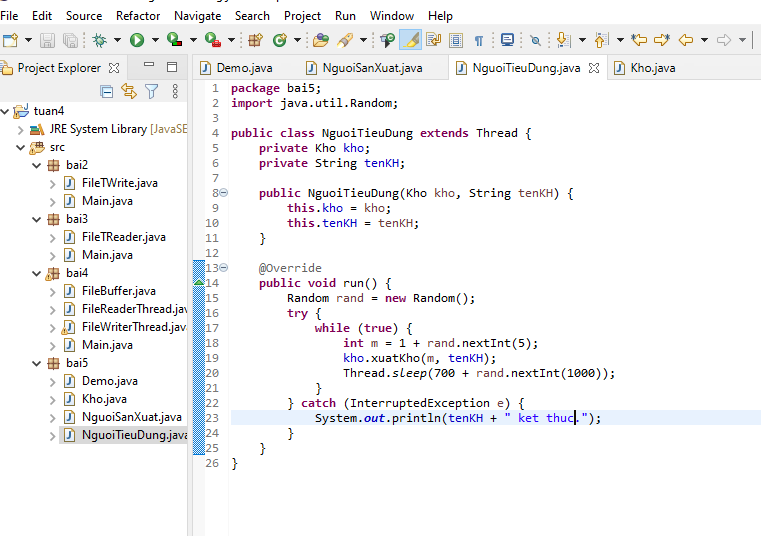 File Edit Source Refactor Navigate Search Project Run Window Help
Project Explorer
Demo.java NguoiSanXuat.java NguoiTieuDung.java Kho.java
tuan4
JRE System Library [JavaSE
src
bai2
FileTWrite.java
Main.java
bai3
FileTReader.java
Main.java
bai4
FileBuffer.java
FileReaderThread.jav
FileWriterThread.java
Main.java
bai5
Demo.java
Kho.java
NguoiSanXuat.java
NguoiTieuDung.java
1 package bai5;
2 import java.util.Random;
3
4 public class NguoiTieuDung extends Thread {
5 private Kho kho;
6 private String tenKH;
7
8 public NguoiTieuDung(Kho kho, String tenKH) {
9 this.kho = kho;
10 this.tenKH = tenKH;
11 }
12
13 @Override
14 public void run() {
15 Random rand = new Random();
16 try {
17 while (true) {
18 int m = 1 + rand.nextInt(5);
19 kho.xuatKho(m, tenKH);
20 Thread.sleep(700 + rand.nextInt(1000));
21 }
22 } catch (InterruptedException e) {
23 System.out.println(tenKH + " ket thuc.");
24 }
25 }
26 }